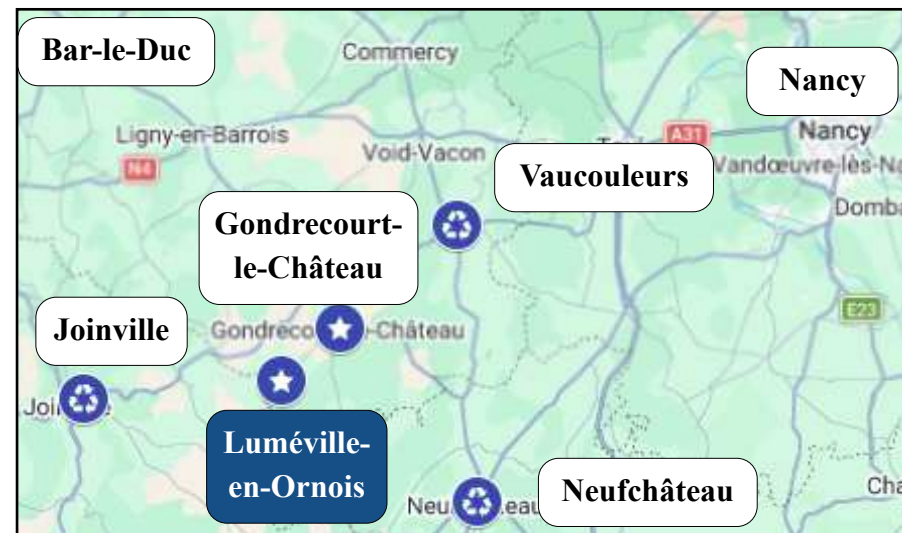 Bar-le-Duc
Commercy
Nancy
Ligny-en-Barrois
Void-Vacon
A31
Nancy
N4
Vaucouleurs
Vandœuvre-lès-Na
Gondrecourt-
le-Château
Domba
Joinville
Gondreco
-Château
E23
Joi
Luméville-
en-Ornois
Neufchâteau
Neu
eau
Cha